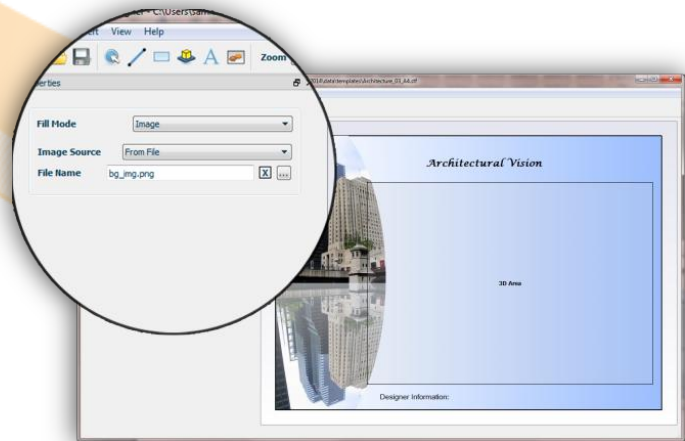 View Help
Zoom
Fill Mode Image
Image Source From File
File Name bg_img.png X ...
Architectural Vision
3D Area
Designer Information: